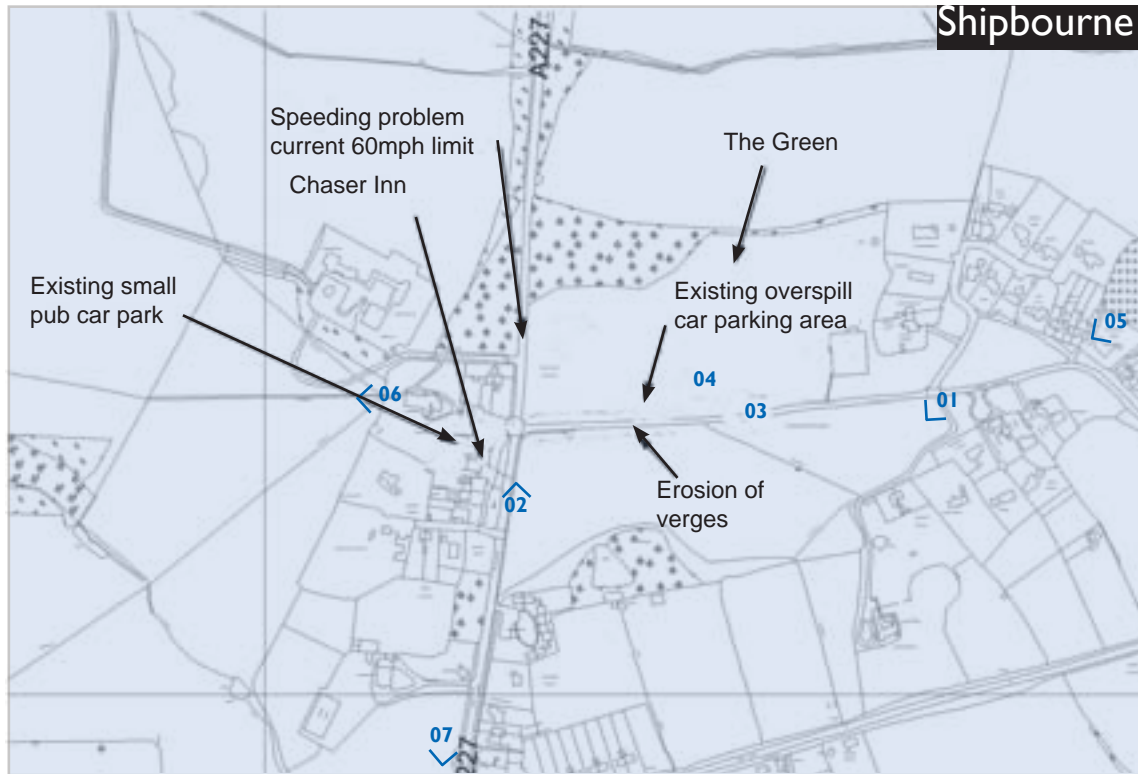 Shipbourne
A227
Speeding problem
current 60mph limit
The Green
Chaser Inn
Existing small
pub car park
Existing overspill
car parking area
05
04
06
03
01
Erosion of
verges
02
07
227